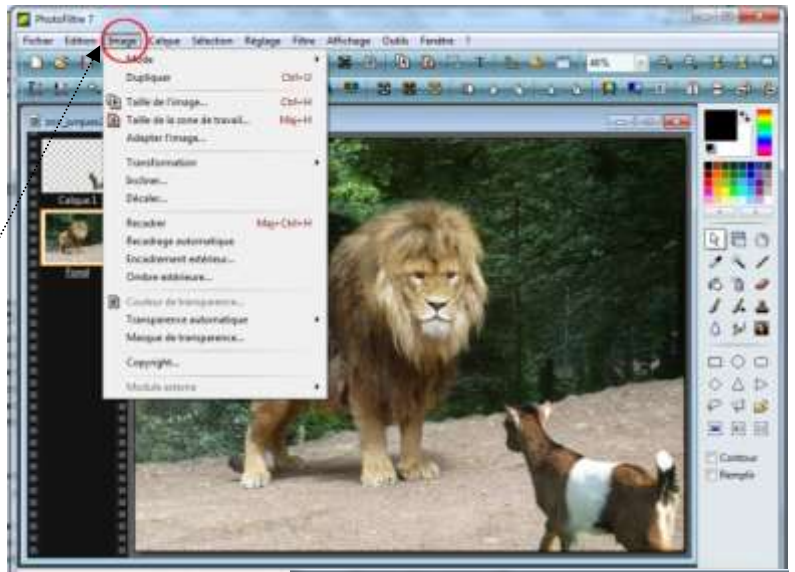 PhotoFiltre 7
Fichier Edition Image Calque Sélection Réglage Filtre Affichage Outils Fenêtre ?
Mode
Dupliquer Ctrl+U
Taille de l'image... Ctrl+H
Taille de la zone de travail... Maj+H
Adapter l'image...
Transformation
Incliner...
Décaler...
Recadrer Maj+Ctrl+H
Recadrage automatique
Encadrement extérieur...
Ombre extérieure...
Couleur de transparence...
Transparence automatique
Masque de transparence...
Copyright...
Module externe
Calque 1
Fond
Contour
Remplir